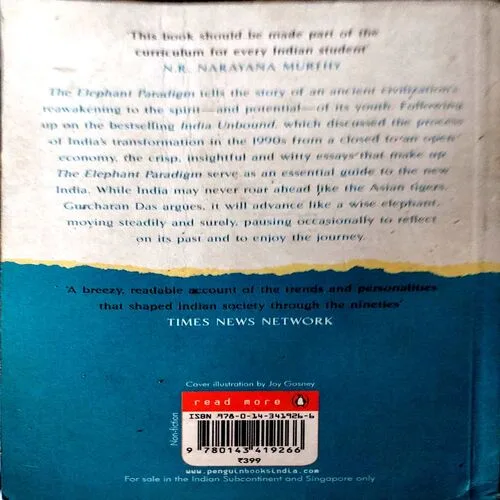 This book should be made part of the
curriculum for every Indian student'
N.R. NARAYANA MURTHY
The Elephant Paradigm tells the story of an ancient civilization's
reawakening to the spirit—and potential—of its youth. Following
up on the bestselling India Unbound, which discussed the process
of India's transformation in the 1990s from a closed to an open
economy, the crisp, insightful and witty essays that make up
The Elephant Paradigm serve as an essential guide to the new
India. While India may never roar ahead like the Asian tigers,
Gurcharan Das argues, it will advance like a wise elephant,
moving steadily and surely, pausing occasionally to reflect
on its past and to enjoy the journey.
'A breezy, readable account of the trends and personalities
that shaped Indian society through the nineties'
TIMES NEWS NETWORK
Cover illustration by Joy Gosney
read more
Non-fiction
ISBN 978-0-14-341926-6
9 780143 419266
₹399
www.penguinbooksindia.com
For sale in the Indian Subcontinent and Singapore only